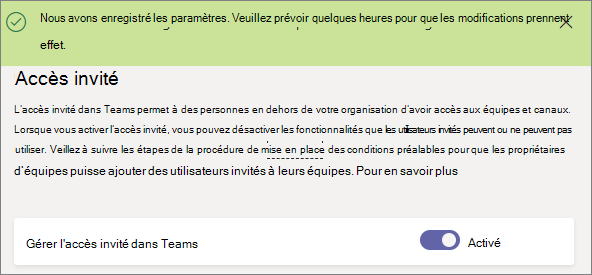 Nous avons enregistré les paramètres. Veuillez prévoir quelques heures pour que les modifications prennent
effet.
Accès invité
L'accès invité dans Teams permet à des personnes en dehors de votre organisation d'avoir accès aux équipes et canaux.
Lorsque vous activer l'accès invité, vous pouvez désactiver les fonctionnalités que les utilisateurs invités peuvent ou ne peuvent pas
utiliser. Veillez à suivre les étapes de la procédure de mise en place des conditions préalables pour que les propriétaires
d'équipes puisse ajouter des utilisateurs invités à leurs équipes. Pour en savoir plus
Gérer l'accès invité dans Teams
Activé